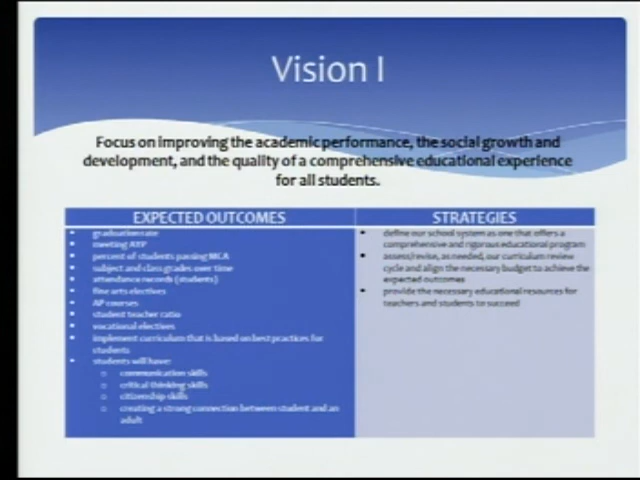 Vision I
Focus on improving the academic performance, the social growth and
development, and the quality of a comprehensive educational experience
for all students.
EXPECTED OUTCOMES
graduation rate
meeting AYP
percent of students passing MCA
subject and class grades over time
attendance records (students)
fine arts electives
AP courses
student teacher ratio
vocational electives
implement curriculum that is based on best practices for
students
students will have:
communication skills
critical thinking skills
citizenship skills
creating a strong connection between student and an
adult
STRATEGIES
define our school system as one that offers a
comprehensive and rigorous educational program
assess/revise, as needed, our curriculum review
cycle and align the necessary budget to achieve the
expected outcomes
provide the necessary educational resources for
teachers and students to succeed